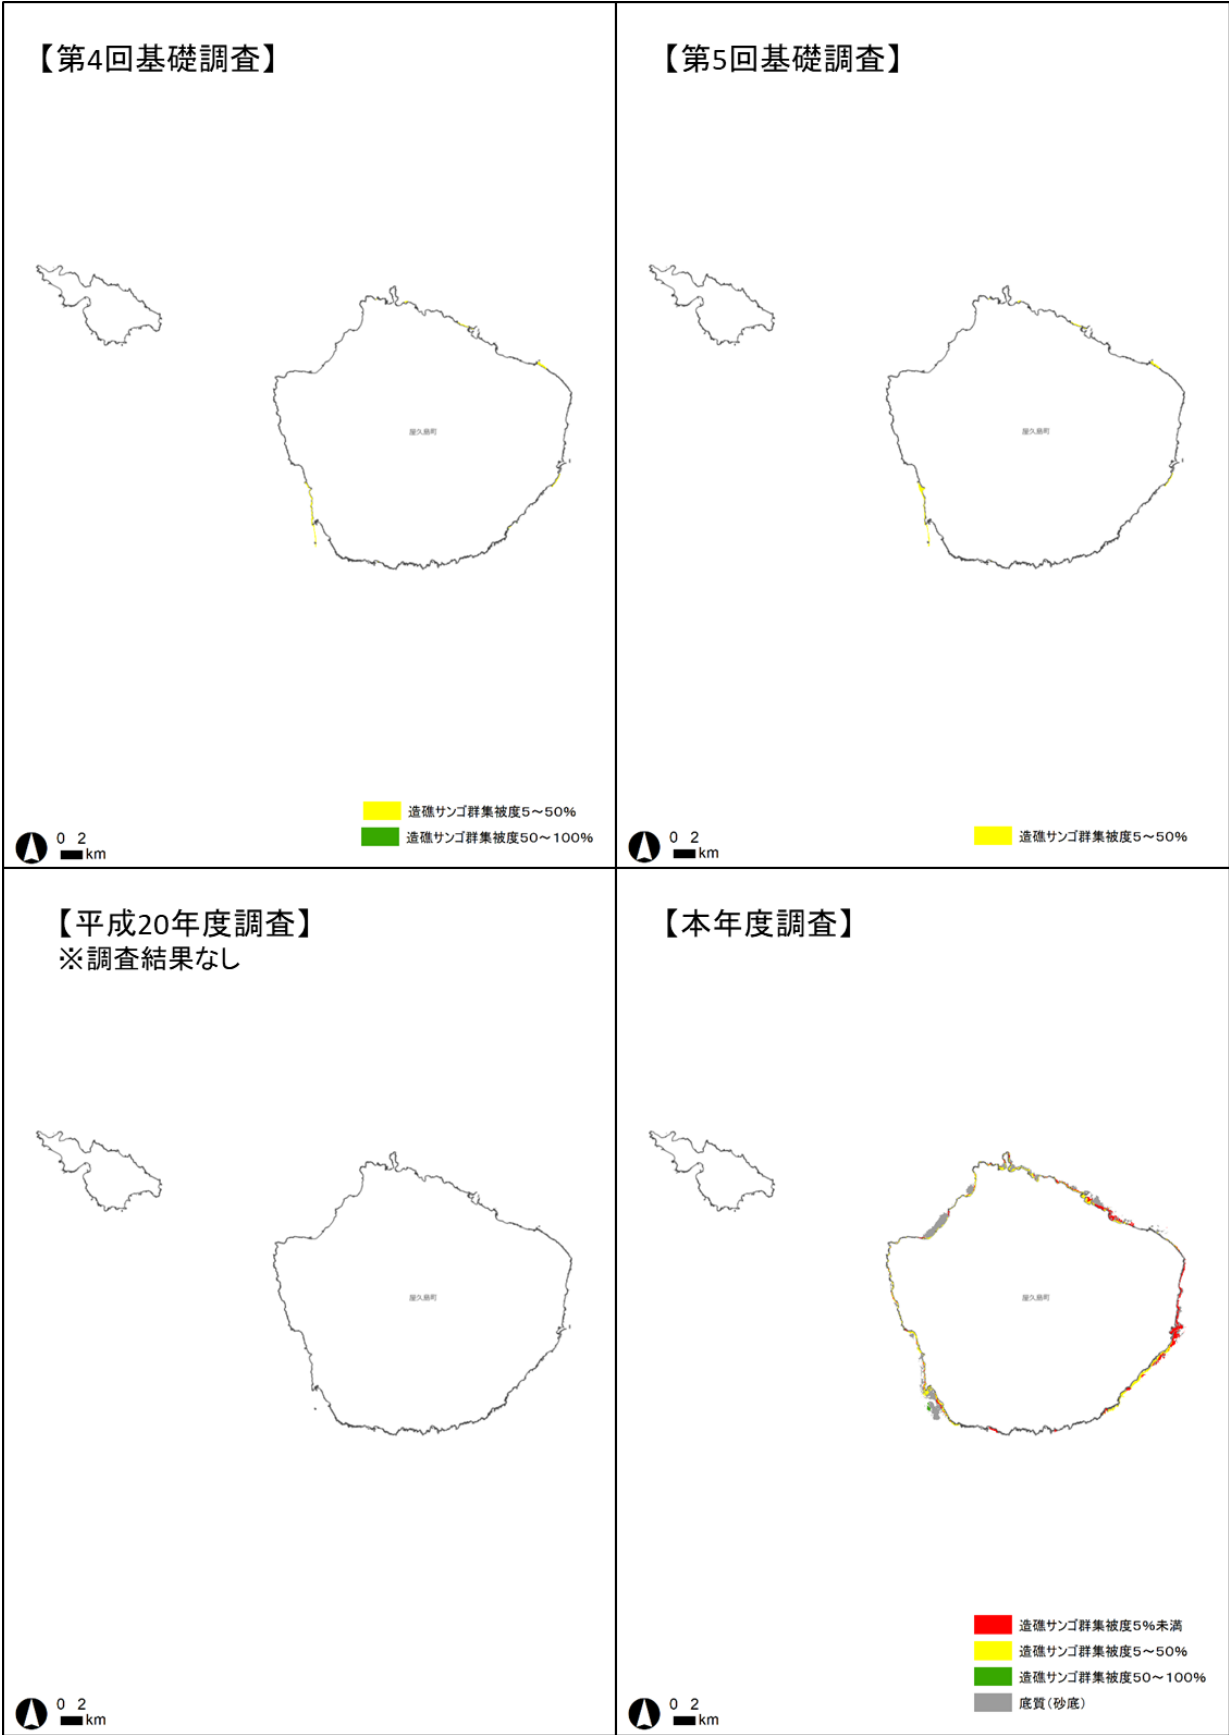 【第4回基礎調査】
屋久島町
造礁サンゴ群集被度5～50%
造礁サンゴ群集被度50～100%
0 2
km
【第5回基礎調査】
屋久島町
造礁サンゴ群集被度5～50%
0 2
km
【平成20年度調査】
※調査結果なし
屋久島町
0 2
km
【本年度調査】
屋久島町
造礁サンゴ群集被度5%未満
造礁サンゴ群集被度5～50%
造礁サンゴ群集被度50～100%
底質(砂底)
0 2
km